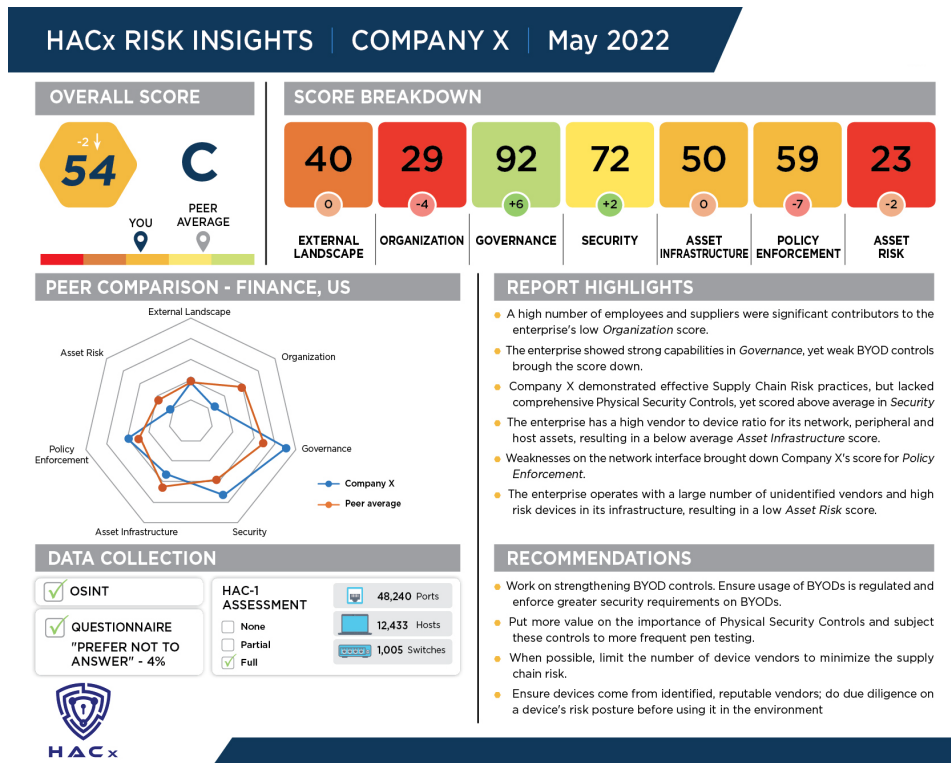 HACx RISK INSIGHTS | COMPANY X | May 2022
OVERALL SCORE
-2 ↓
54
C
YOU
PEER
AVERAGE
SCORE BREAKDOWN
40
29
92
72
50
59
23
0
-4
+6
+2
0
-7
-2
EXTERNAL
LANDSCAPE
ORGANIZATION
GOVERNANCE
SECURITY
ASSET
INFRASTRUCTURE
POLICY
ENFORCEMENT
ASSET
RISK
PEER COMPARISON - FINANCE, US
External Landscape
Asset Risk
Organization
Policy
Enforcement
Governance
Asset Infrastructure
Security
Company X
Peer average
REPORT HIGHLIGHTS
A high number of employees and suppliers were significant contributors to the
enterprise's low Organization score.
The enterprise showed strong capabilities in Governance, yet weak BYOD controls
brough the score down.
Company X demonstrated effective Supply Chain Risk practices, but lacked
comprehensive Physical Security Controls, yet scored above average in Security
The enterprise has a high vendor to device ratio for its network, peripheral and
host assets, resulting in a below average Asset Infrastructure score.
Weaknesses on the network interface brought down Company X's score for Policy
Enforcement.
The enterprise operates with a large number of unidentified vendors and high
risk devices in its infrastructure, resulting in a low Asset Risk score.
DATA COLLECTION
OSINT
QUESTIONNAIRE
"PREFER NOT TO
ANSWER" - 4%
HAC-1
ASSESSMENT
None
Partial
Full
48,240 Ports
12,433 Hosts
1,005 Switches
RECOMMENDATIONS
Work on strengthening BYOD controls. Ensure usage of BYODs is regulated and
enforce greater security requirements on BYODs.
Put more value on the importance of Physical Security Controls and subject
these controls to more frequent pen testing.
When possible, limit the number of device vendors to minimize the supply
chain risk.
Ensure devices come from identified, reputable vendors; do due diligence on
a device's risk posture before using it in the environment
HACx